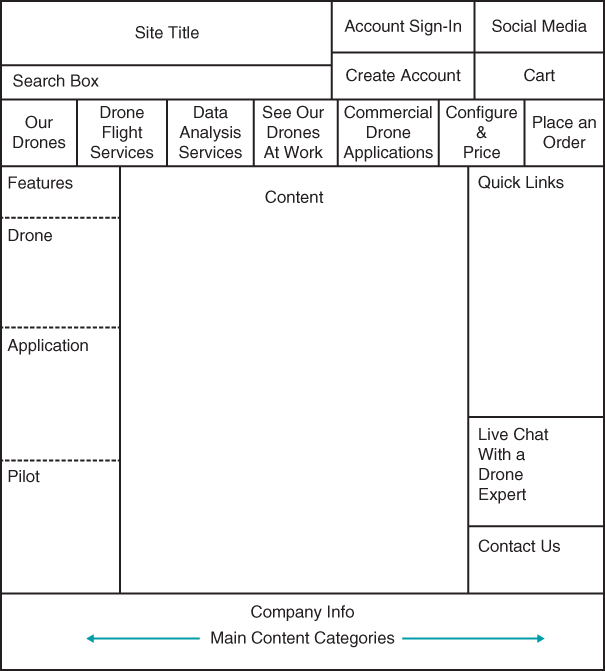 Site Title
Account Sign-In
Social Media
Search Box
Create Account
Cart
Our
Drones
Drone
Flight
Services
Data
Analysis
Services
See Our
Drones
At Work
Commercial
Drone
Applications
Configure
&
Price
Place an
Order
Features
Drone
Application
Pilot
Content
Quick Links
Live Chat
With a
Drone
Expert
Contact Us
Company Info
Main Content Categories